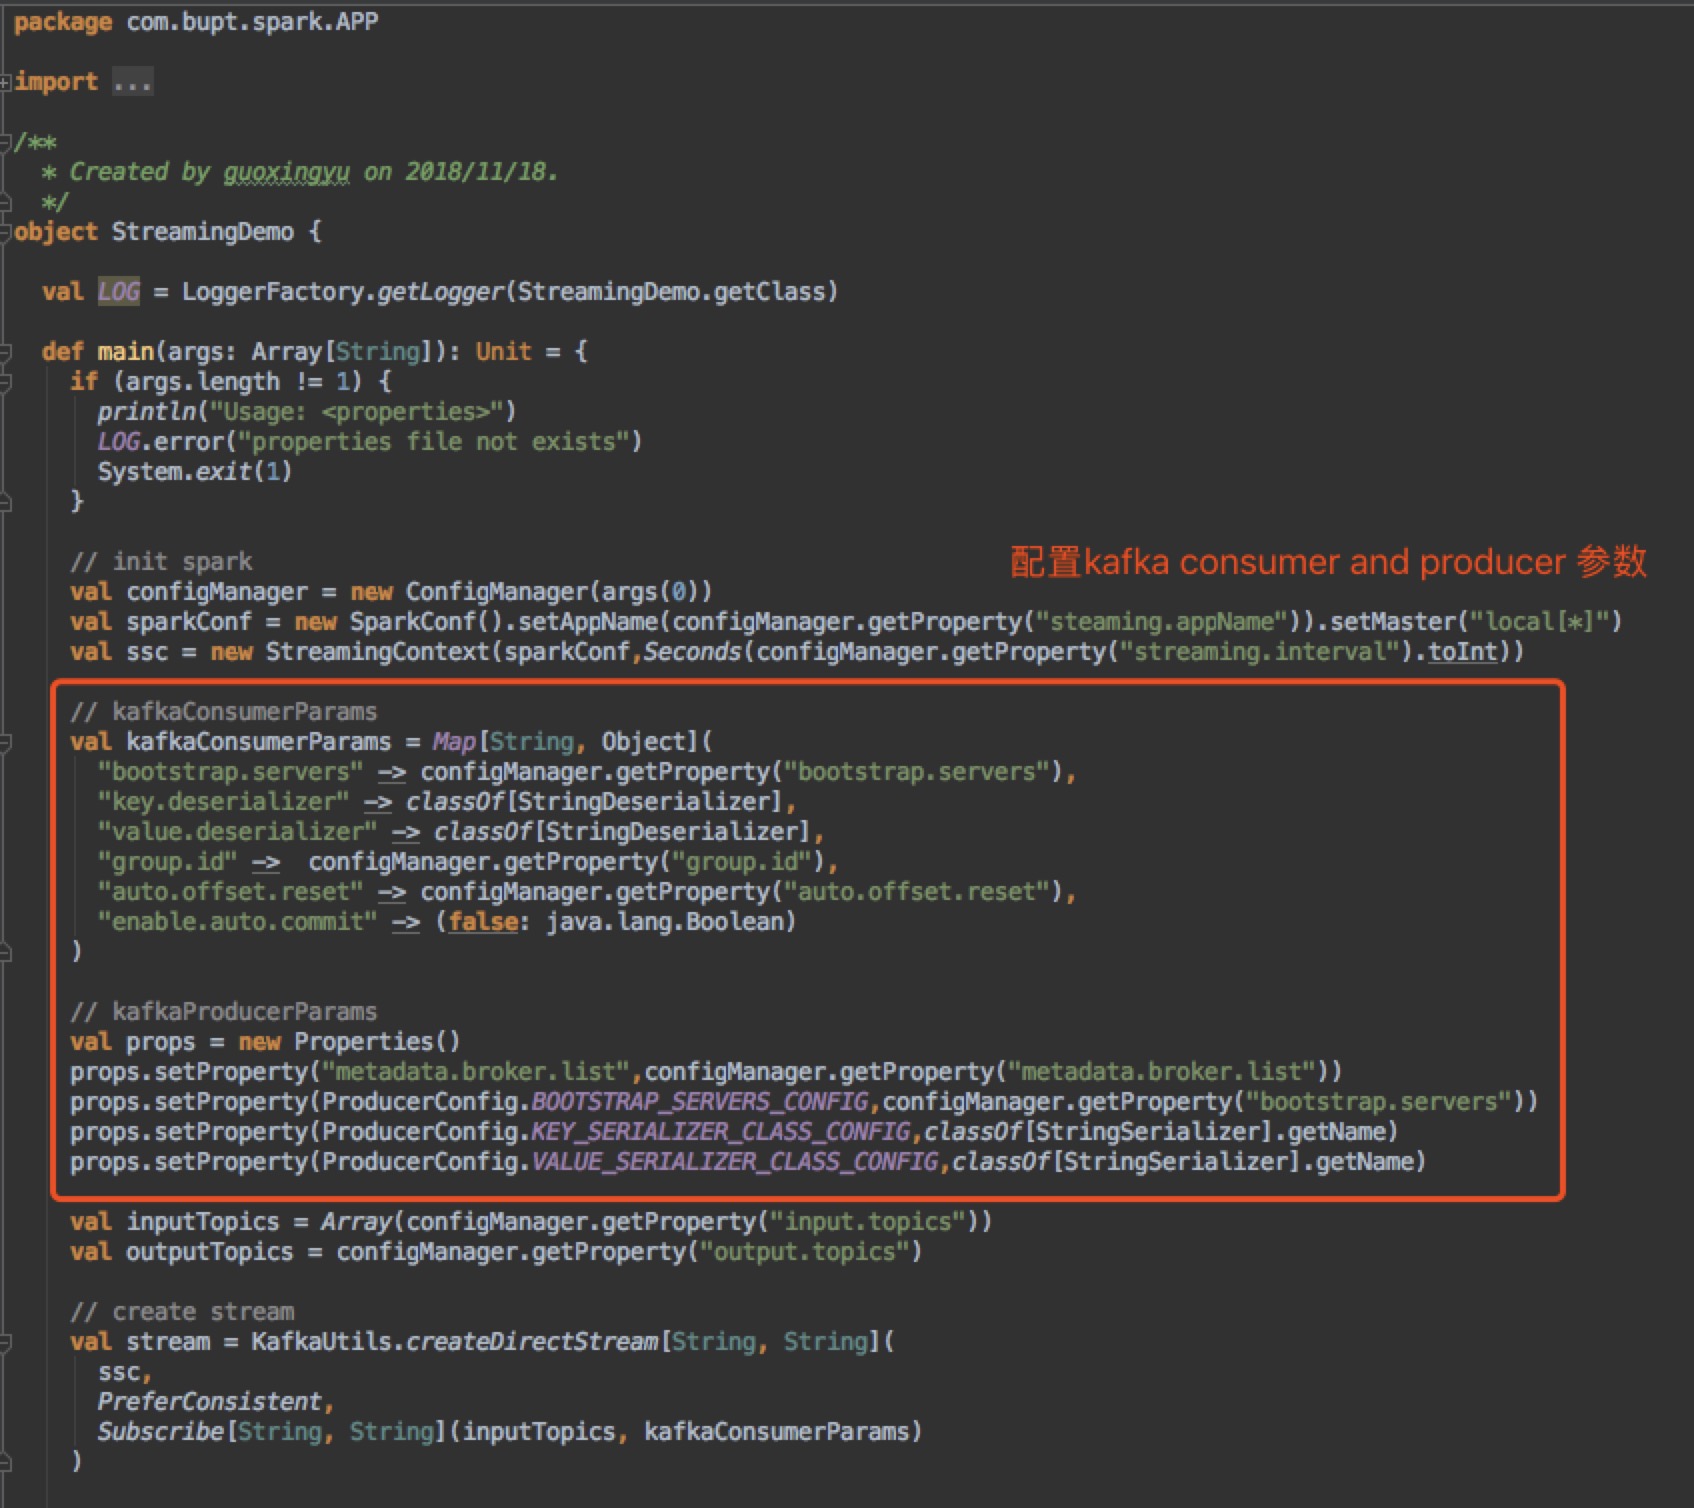 package com.bupt.spark.APP
import ...
/**
* Created by guoxingyu on 2018/11/18.
*/
object StreamingDemo {
val LOG = LoggerFactory.getLogger(StreamingDemo.getClass)
def main(args: Array[String]): Unit = {
if (args.length != 1) {
println("Usage: <properties>")
LOG.error("properties file not exists")
System.exit(1)
}
// init spark
配置kafka consumer and producer 参数
val configManager = new ConfigManager(args(0))
val sparkConf = new SparkConf().setAppName(configManager.getProperty("steaming.appName")).setMaster("local[*]")
val ssc = new StreamingContext(sparkConf,Seconds(configManager.getProperty("streaming.interval").toInt))
// kafkaConsumerParams
val kafkaConsumerParams = Map[String, Object](
"bootstrap.servers" -> configManager.getProperty("bootstrap.servers"),
"key.deserializer" -> classOf[StringDeserializer],
"value.deserializer" -> classOf[StringDeserializer],
"group.id" ->  configManager.getProperty("group.id"),
"auto.offset.reset" -> configManager.getProperty("auto.offset.reset"),
"enable.auto.commit" -> (false: java.lang.Boolean)
)
// kafkaProducerParams
val props = new Properties()
props.setProperty("metadata.broker.list",configManager.getProperty("metadata.broker.list"))
props.setProperty(ProducerConfig.BOOTSTRAP_SERVERS_CONFIG,configManager.getProperty("bootstrap.servers"))
props.setProperty(ProducerConfig.KEY_SERIALIZER_CLASS_CONFIG,classOf[StringSerializer].getName)
props.setProperty(ProducerConfig.VALUE_SERIALIZER_CLASS_CONFIG,classOf[StringSerializer].getName)
val inputTopics = Array(configManager.getProperty("input.topics"))
val outputTopics = configManager.getProperty("output.topics")
// create stream
val stream = KafkaUtils.createDirectStream[String, String](
ssc,
PreferConsistent,
Subscribe[String, String](inputTopics, kafkaConsumerParams)
)